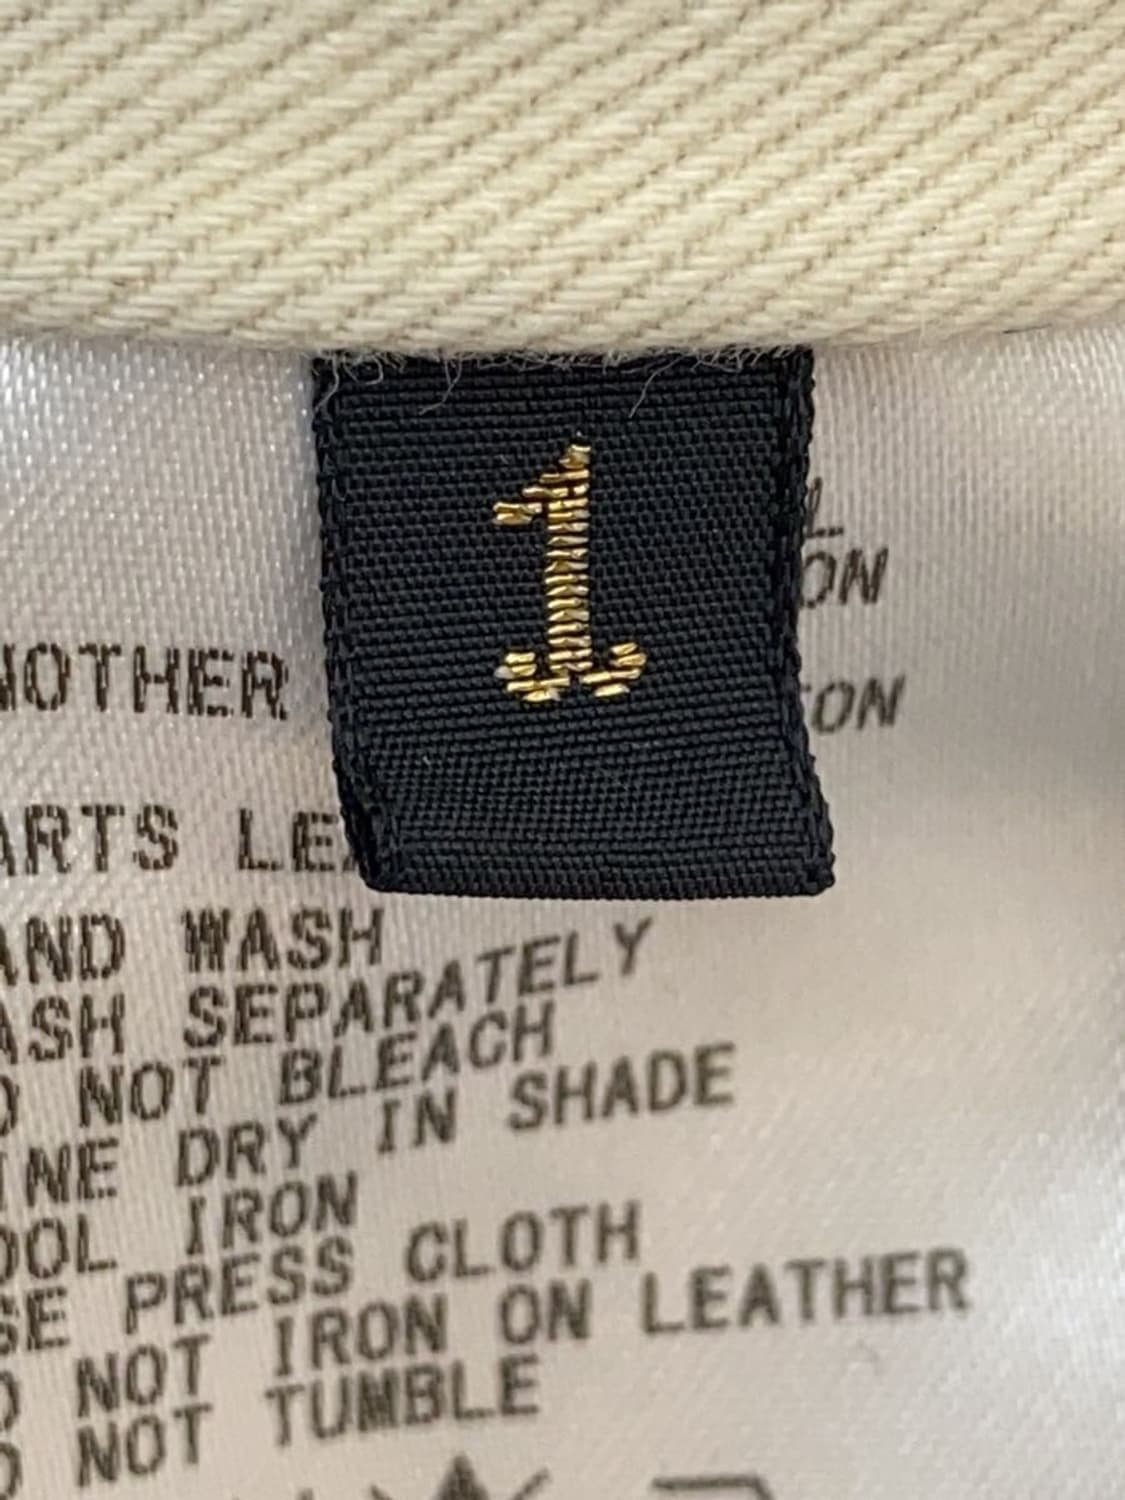 1
L
ON
NOTHER
ON
ARTS LEA
AND WASH
ASH SEPARATELY
O NOT BLEACH
INE DRY IN SHADE
OOL IRON
SE PRESS CLOTH
O NOT IRON ON LEATHER
O NOT TUMBLE